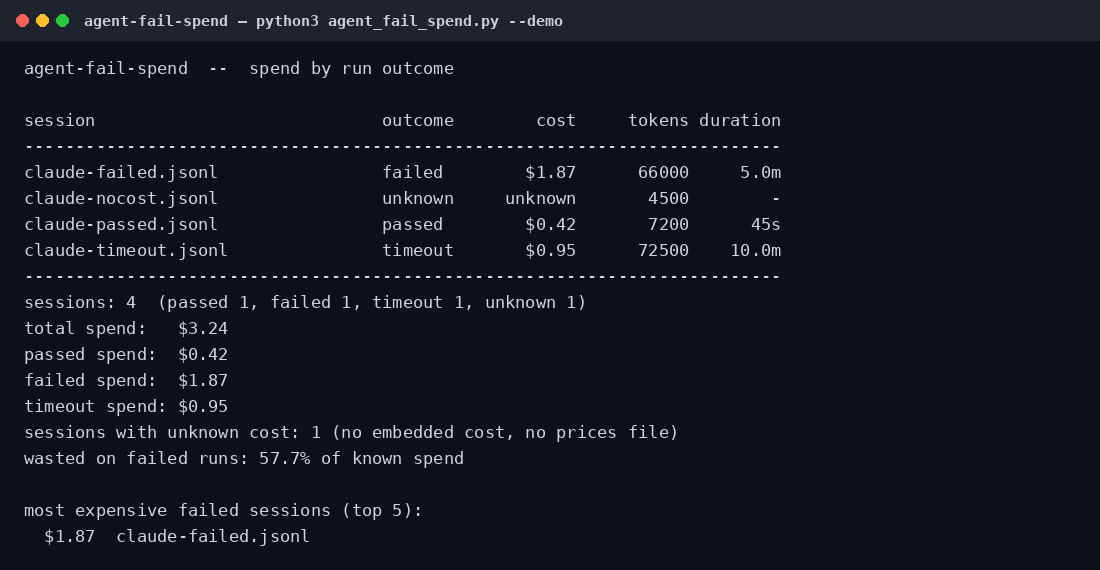 agent-fail-spend — python3 agent_fail_spend.py --demo
agent-fail-spend  --  spend by run outcome
session                            outcome        cost     tokens duration
--------------------------------------------------------------------------
claude-failed.jsonl                failed        $1.87      66000     5.0m
claude-nocost.jsonl                unknown     unknown       4500        -
claude-passed.jsonl                passed        $0.42       7200      45s
claude-timeout.jsonl               timeout       $0.95      72500    10.0m
--------------------------------------------------------------------------
sessions: 4  (passed 1, failed 1, timeout 1, unknown 1)
total spend:   $3.24
passed spend:  $0.42
failed spend:  $1.87
timeout spend: $0.95
sessions with unknown cost: 1 (no embedded cost, no prices file)
wasted on failed runs: 57.7% of known spend
most expensive failed sessions (top 5):
  $1.87  claude-failed.jsonl